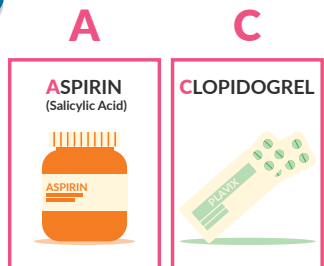 A
C
ASPIRIN
(Salicylic Acid)
CLOPIDOGREL
ASPIRIN
PLAVIX